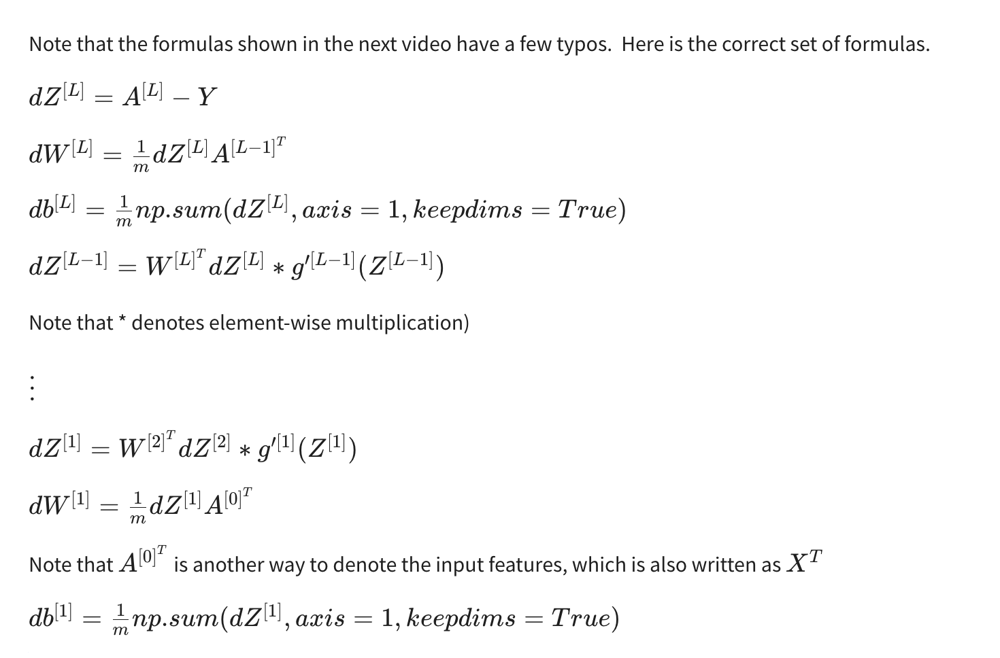 Note that the formulas shown in the next video have a few typos.  Here is the correct set of formulas.
$dZ^{[L]} = A^{[L]} - Y$
$dW^{[L]} = \frac{1}{m} dZ^{[L]} A^{[L-1]^T}$
$db^{[L]} = \frac{1}{m} np.sum(dZ^{[L]}, axis = 1, keepdims = True)$
$dZ^{[L-1]} = W^{[L]^T} dZ^{[L]} * g'^{[L-1]}(Z^{[L-1]})$
Note that * denotes element-wise multiplication)
⋮
$dZ^{[1]} = W^{[2]^T} dZ^{[2]} * g'^{[1]}(Z^{[1]})$
$dW^{[1]} = \frac{1}{m} dZ^{[1]} A^{[0]^T}$
Note that $A^{[0]^T}$ is another way to denote the input features, which is also written as $X^T$
$db^{[1]} = \frac{1}{m} np.sum(dZ^{[1]}, axis = 1, keepdims = True)$